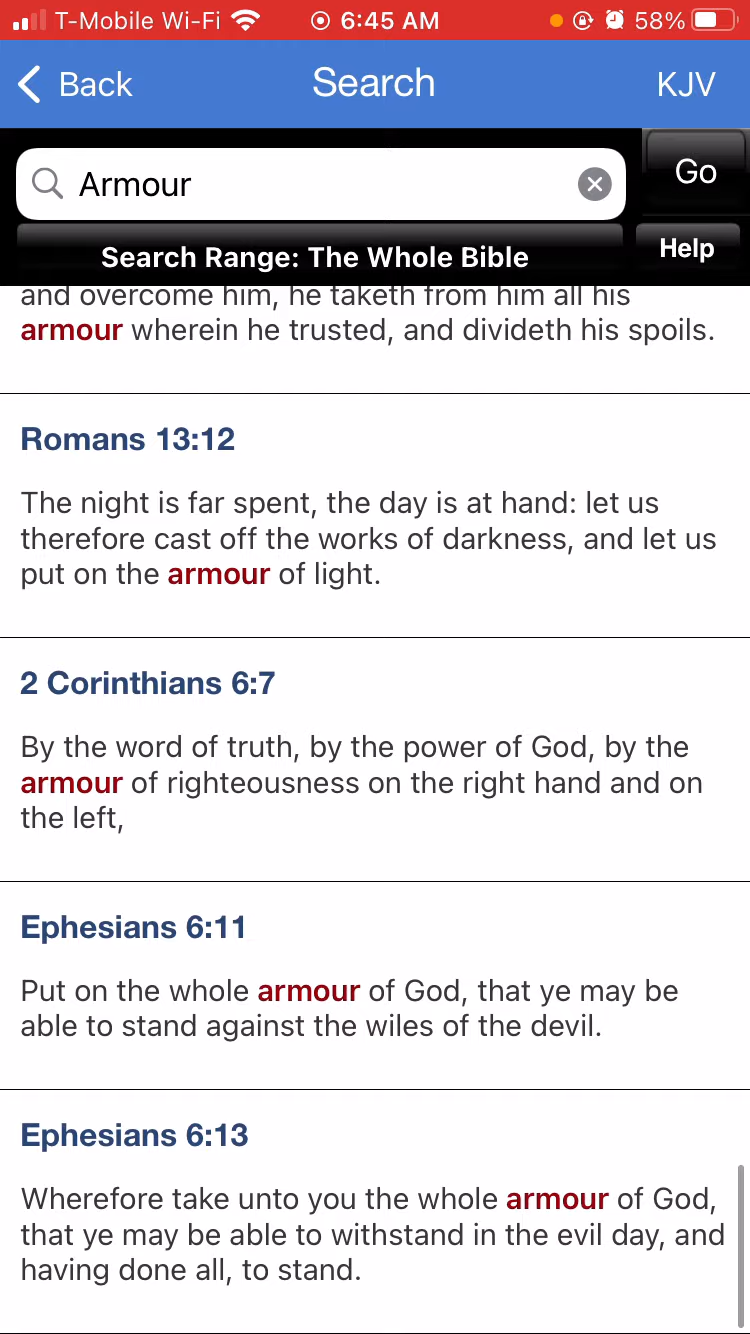 T-Mobile Wi-Fi 6:45 AM 58%
Back Search KJV
Armour Go
Search Range: The Whole Bible Help
and overcome him, he taketh from him all his
armour wherein he trusted, and divideth his spoils.
Romans 13:12
The night is far spent, the day is at hand: let us
therefore cast off the works of darkness, and let us
put on the armour of light.
2 Corinthians 6:7
By the word of truth, by the power of God, by the
armour of righteousness on the right hand and on
the left,
Ephesians 6:11
Put on the whole armour of God, that ye may be
able to stand against the wiles of the devil.
Ephesians 6:13
Wherefore take unto you the whole armour of God,
that ye may be able to withstand in the evil day, and
having done all, to stand.